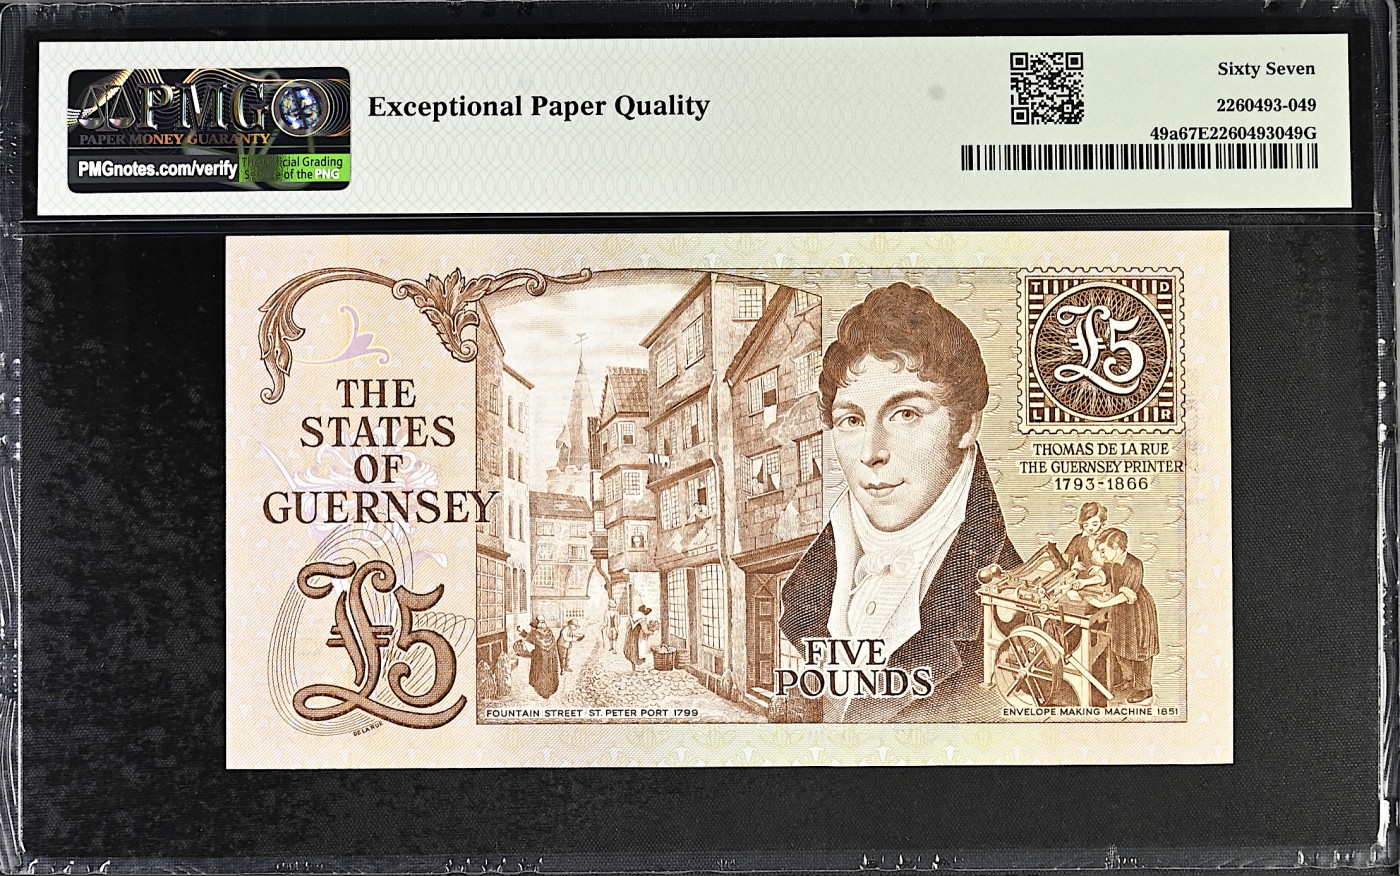 PMG
PAPER MONEY GUARANTY
PMGnotes.com/verify
The Official Grading
Service of the PNG
Exceptional Paper Quality
Sixty Seven
2260493-049
49a67E2260493049G
THE
STATES
OF
GUERNSEY
£5
DE LA RUE
FOUNTAIN STREET ST. PETER PORT 1799
FIVE
POUNDS
T D
£5
L R
THOMAS DE LA RUE
THE GUERNSEY PRINTER
1793-1866
ENVELOPE MAKING MACHINE 1851